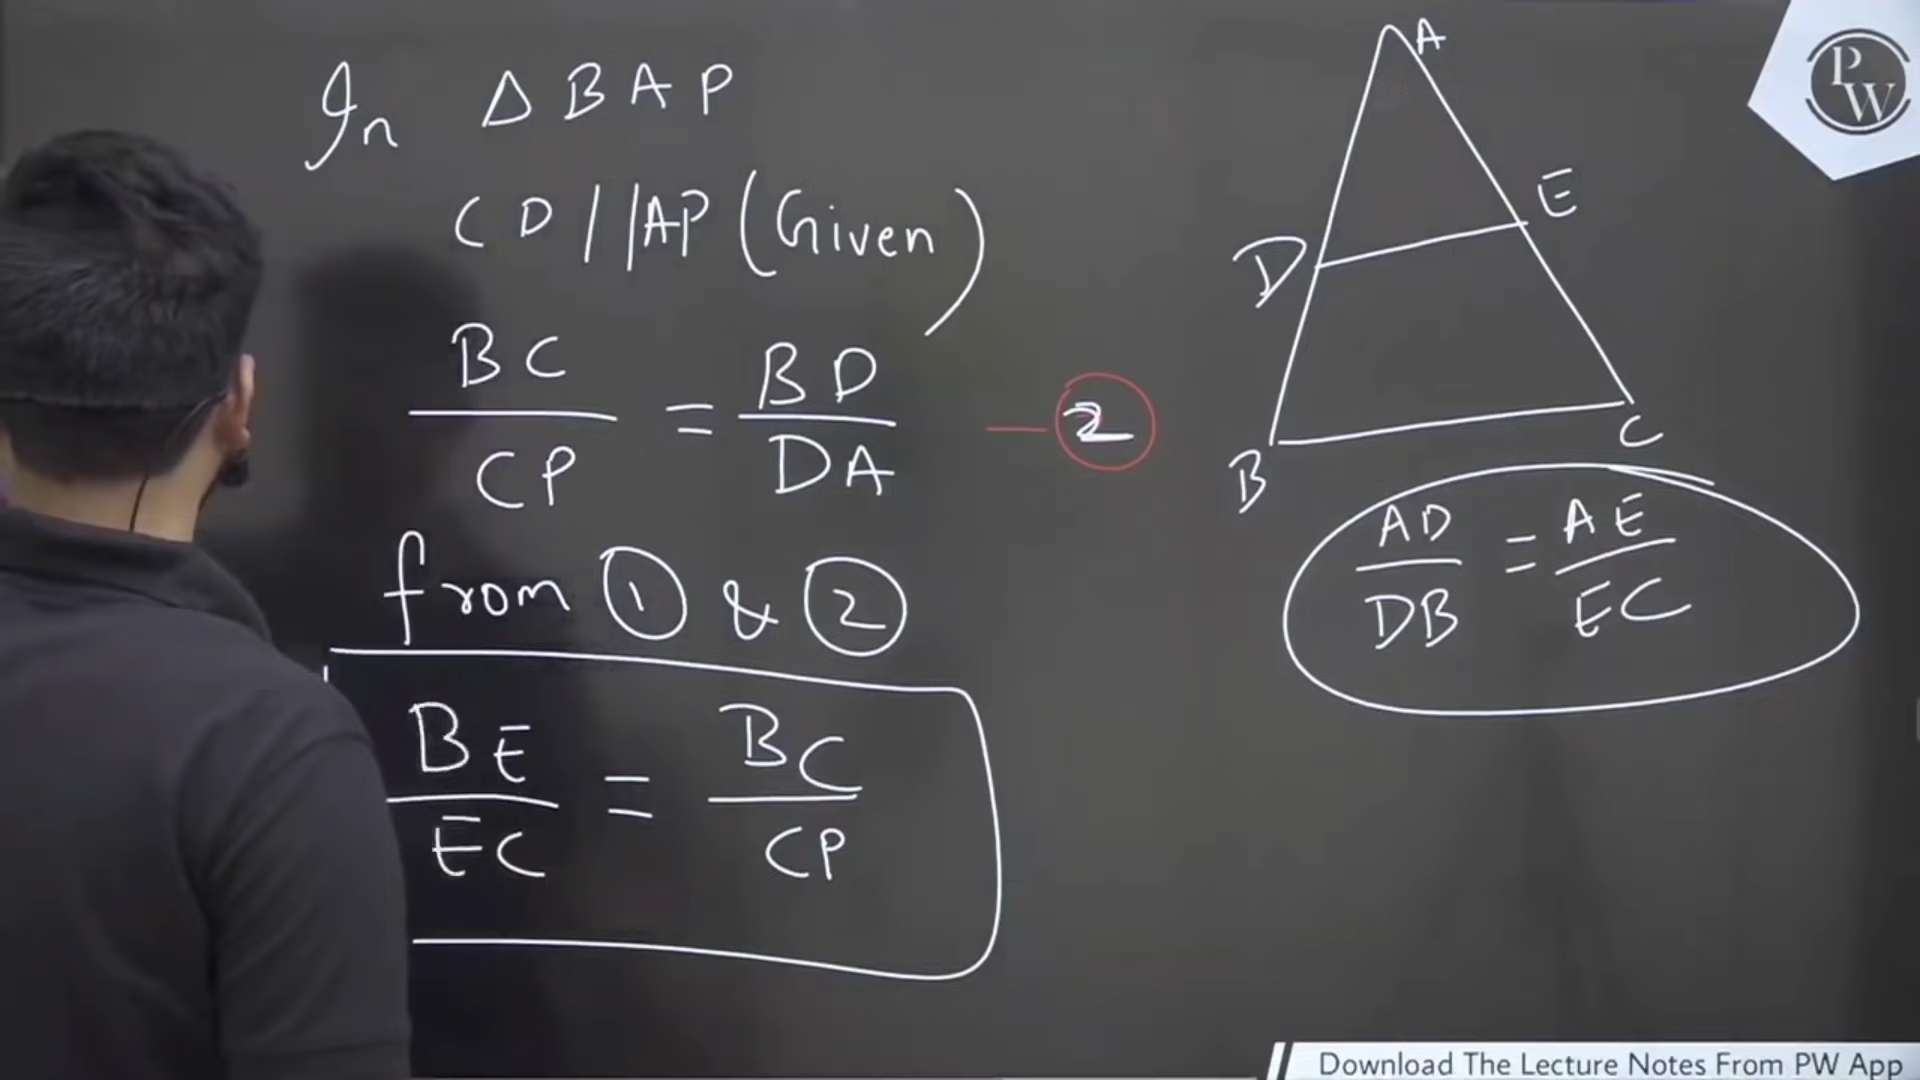 In Δ BAP
CD || AP (Given)
BC/CP = BD/DA — 2
from 1 & 2
BE/EC = BC/CP
A
E
D
B
C
AD/DB = AE/EC
PW
Download The Lecture Notes From PW App